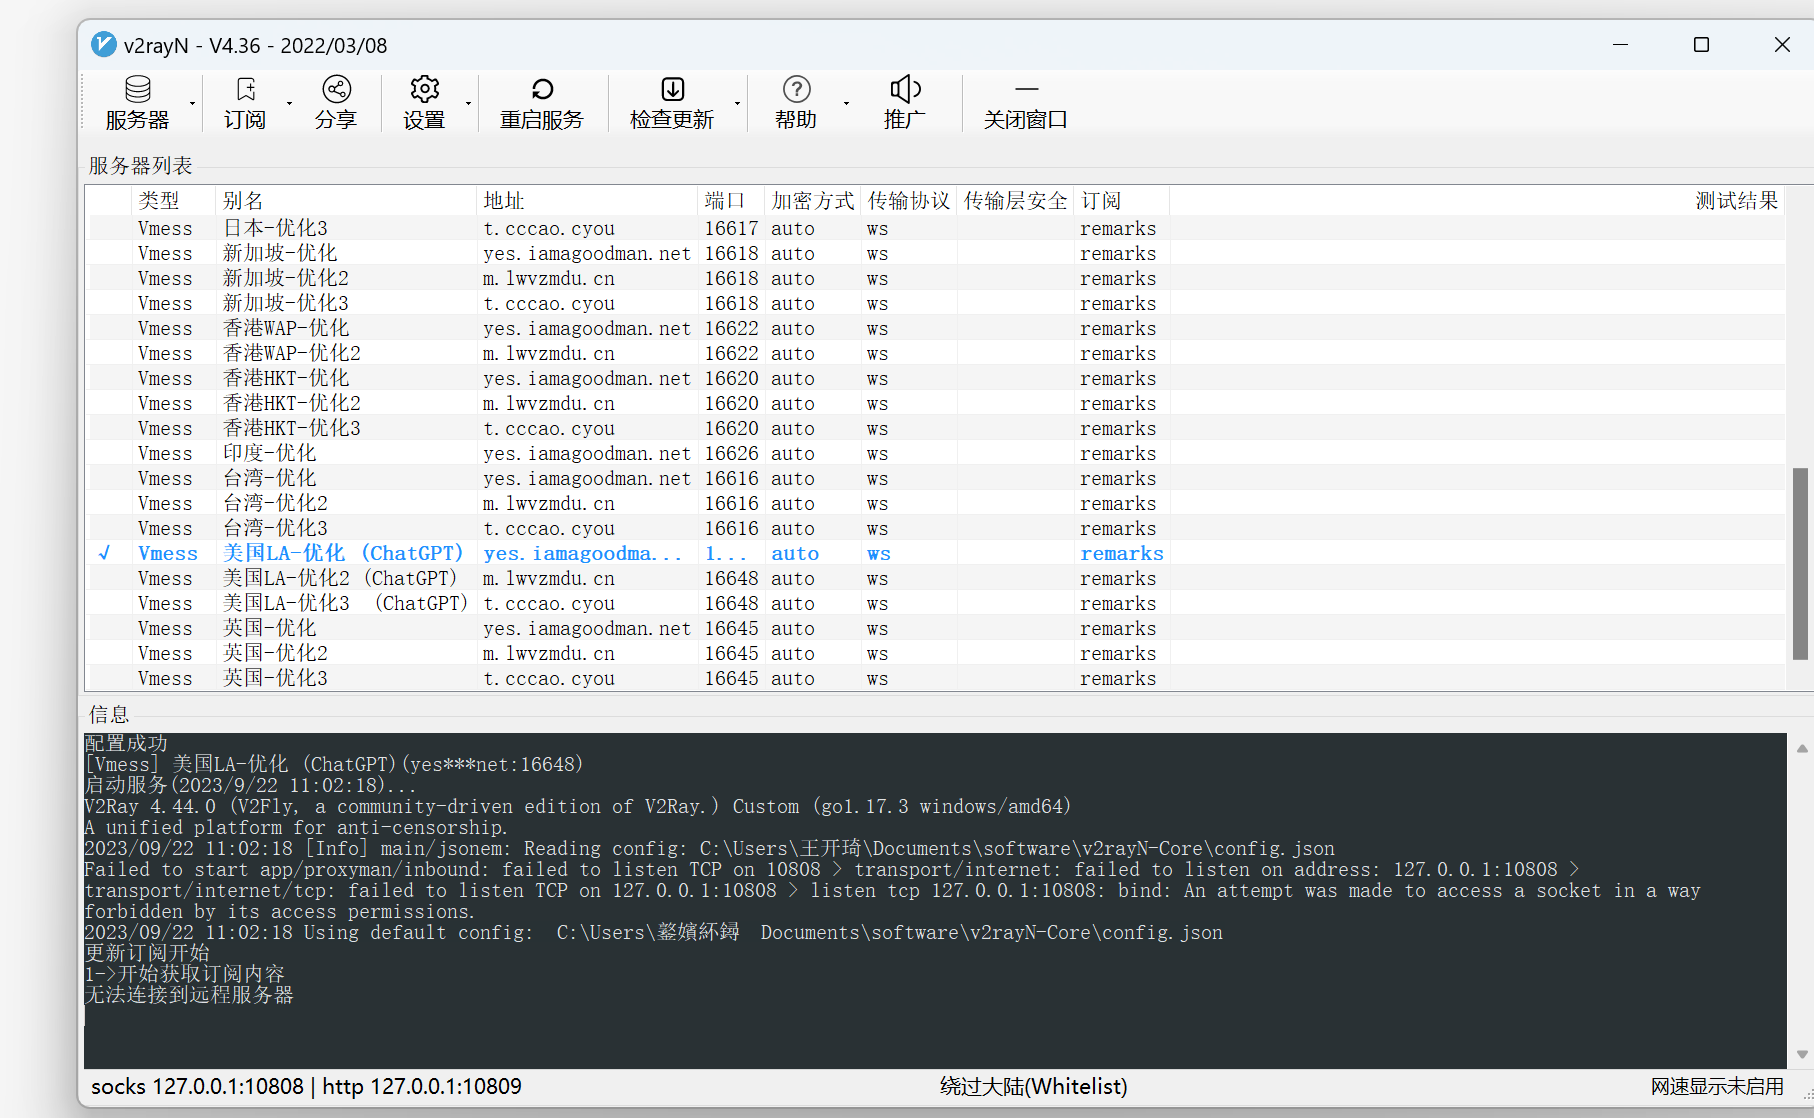 v2rayN - V4.36 - 2022/03/08
服务器 订阅 分享 设置 重启服务 检查更新 帮助 推广 关闭窗口
服务器列表
类型 别名 地址 端口 加密方式 传输协议 传输层安全 订阅 测试结果
Vmess 日本-优化3 t.cccao.cyou 16617 auto ws remarks
Vmess 新加坡-优化 yes.iamagoodman.net 16618 auto ws remarks
Vmess 新加坡-优化2 m.lwvzmdu.cn 16618 auto ws remarks
Vmess 新加坡-优化3 t.cccao.cyou 16618 auto ws remarks
Vmess 香港WAP-优化 yes.iamagoodman.net 16622 auto ws remarks
Vmess 香港WAP-优化2 m.lwvzmdu.cn 16622 auto ws remarks
Vmess 香港HKT-优化 yes.iamagoodman.net 16620 auto ws remarks
Vmess 香港HKT-优化2 m.lwvzmdu.cn 16620 auto ws remarks
Vmess 香港HKT-优化3 t.cccao.cyou 16620 auto ws remarks
Vmess 印度-优化 yes.iamagoodman.net 16626 auto ws remarks
Vmess 台湾-优化 yes.iamagoodman.net 16616 auto ws remarks
Vmess 台湾-优化2 m.lwvzmdu.cn 16616 auto ws remarks
Vmess 台湾-优化3 t.cccao.cyou 16616 auto ws remarks
√ Vmess 美国LA-优化 (ChatGPT) yes.iamagoodma... 1... auto ws remarks
Vmess 美国LA-优化2 (ChatGPT) m.lwvzmdu.cn 16648 auto ws remarks
Vmess 美国LA-优化3 (ChatGPT) t.cccao.cyou 16648 auto ws remarks
Vmess 英国-优化 yes.iamagoodman.net 16645 auto ws remarks
Vmess 英国-优化2 m.lwvzmdu.cn 16645 auto ws remarks
Vmess 英国-优化3 t.cccao.cyou 16645 auto ws remarks
信息
配置成功
[Vmess] 美国LA-优化 (ChatGPT)(yes***net:16648)
启动服务(2023/9/22 11:02:18)...
V2Ray 4.44.0 (V2Fly, a community-driven edition of V2Ray.) Custom (go1.17.3 windows/amd64)
A unified platform for anti-censorship.
2023/09/22 11:02:18 [Info] main/jsonem: Reading config: C:\Users\王开琦\Documents\software\v2rayN-Core\config.json
Failed to start app/proxyman/inbound: failed to listen TCP on 10808 > transport/internet: failed to listen on address: 127.0.0.1:10808 >
transport/internet/tcp: failed to listen TCP on 127.0.0.1:10808 > listen tcp 127.0.0.1:10808: bind: An attempt was made to access a socket in a way
forbidden by its access permissions.
2023/09/22 11:02:18 Using default config: C:\Users\鐜嬪紑鐞 Documents\software\v2rayN-Core\config.json
更新订阅开始
1->开始获取订阅内容
无法连接到远程服务器
socks 127.0.0.1:10808 | http 127.0.0.1:10809 绕过大陆(Whitelist) 网速显示未启用